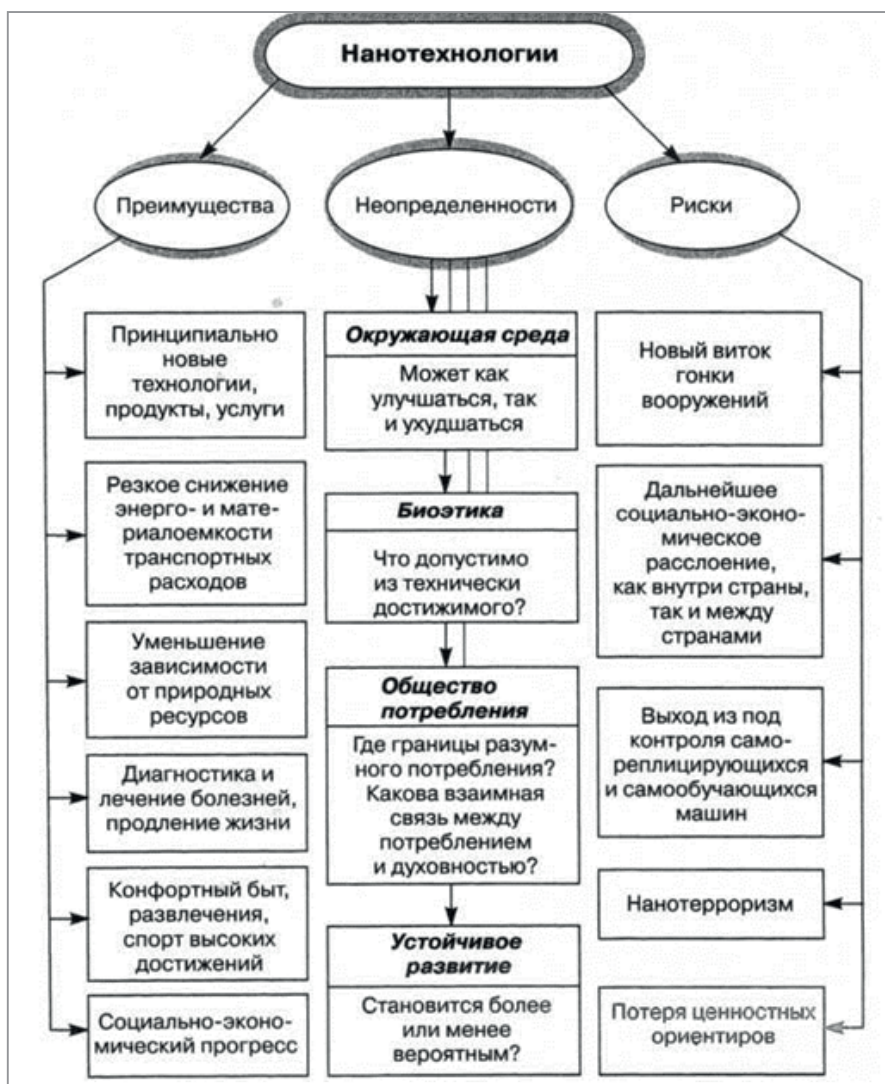 Нанотехнологии
Преимущества
Неопределенности
Риски
Принципиально
новые
технологии,
продукты, услуги
Резкое снижение
энерго- и мате-
риалоемкости
транспортных
расходов
Уменьшение
зависимости
от природных
ресурсов
Диагностика и
лечение болезней,
продление жизни
Конфортный быт,
развлечения,
спорт высоких
достижений
Социально-эконо-
мический прогресс
Окружающая среда
Может как
улучшаться, так
и ухудшаться
Биоэтика
Что допустимо
из технически
достижимого?
Общество
потребления
Где границы разум-
ного потребления?
Какова взаимная
связь между
потреблением
и духовностью?
Устойчивое
развитие
Становится более
или менее
вероятным?
Новый виток
гонки
вооружений
Дальнейшее
социально-эконо-
мическое
расслоение,
как внутри страны,
так и между
странами
Выход из под
контроля само-
реплицирующихся
и самообучающихся
машин
Нанотерроризм
Потеря ценностных
ориентиров